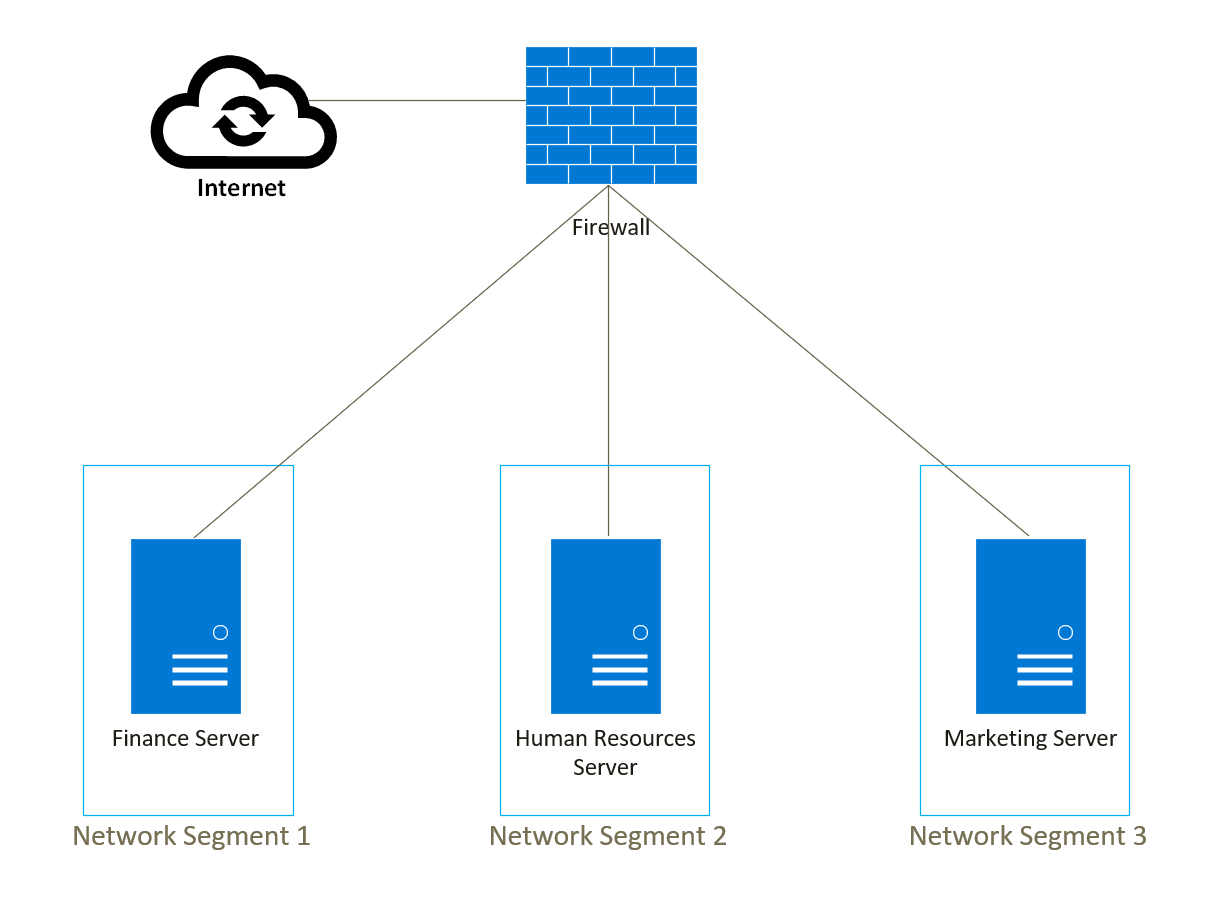 Internet
Firewall
Finance Server
Human Resources
Server
Marketing Server
Network Segment 1
Network Segment 2
Network Segment 3